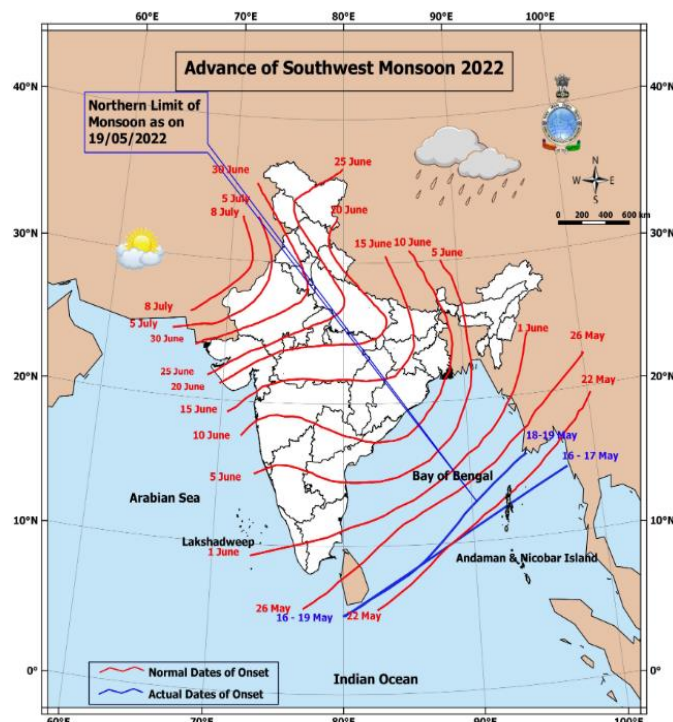 60°E
70°E
80°E
90°E
100°E
Advance of Southwest Monsoon 2022
Northern Limit of
Monsoon as on
19/05/2022
40°N
40°N
N
W
E
S
0
200
400
600 km
30 June
25 June
5 July
8 July
20 June
15 June
10 June
5 June
30°N
30°N
8 July
5 July
30 June
1 June
26 May
22 May
25 June
20 June
20°N
20°N
15 June
10 June
18-19 May
16 - 17 May
5 June
Bay of Bengal
Arabian Sea
10°N
10°N
Lakshadweep
1 June
Andaman & Nicobar Island
26 May
16 - 19 May
22 May
0°
0°
Normal Dates of Onset
Actual Dates of Onset
Indian Ocean
60°E
70°E
80°E
90°E
100°E